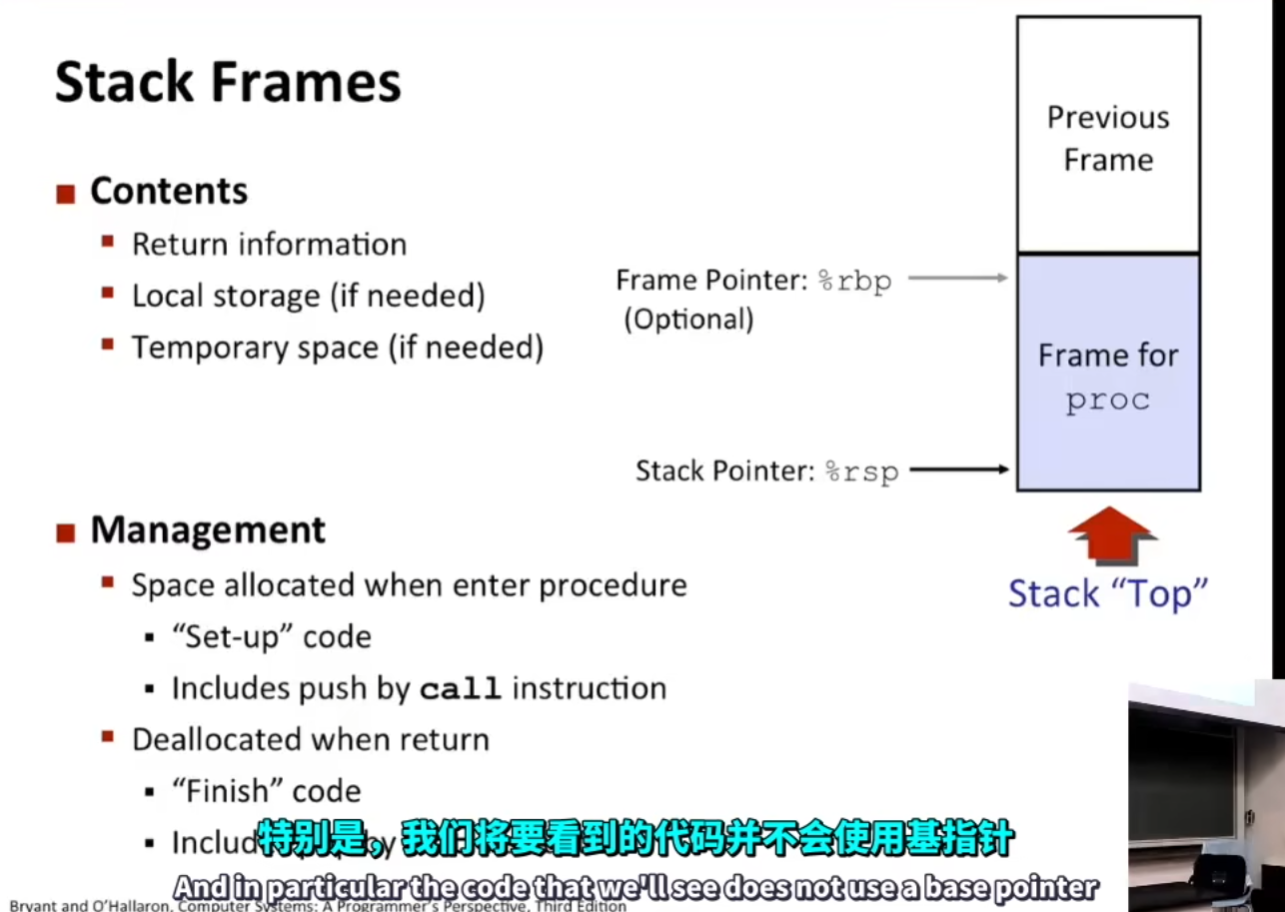 Stack Frames
Contents
Return information
Local storage (if needed)
Temporary space (if needed)
Previous
Frame
Frame Pointer: %rbp
(Optional)
Frame for
proc
Stack Pointer: %rsp
Stack “Top”
Management
Space allocated when enter procedure
“Set-up” code
Includes push by call instruction
Deallocated when return
“Finish” code
特别是，我们将要看到的代码并不会使用基指针
And in particular the code that we'll see does not use a base pointer
Bryant and O’Hallaron, Computer Systems: A Programmer’s Perspective, Third Edition